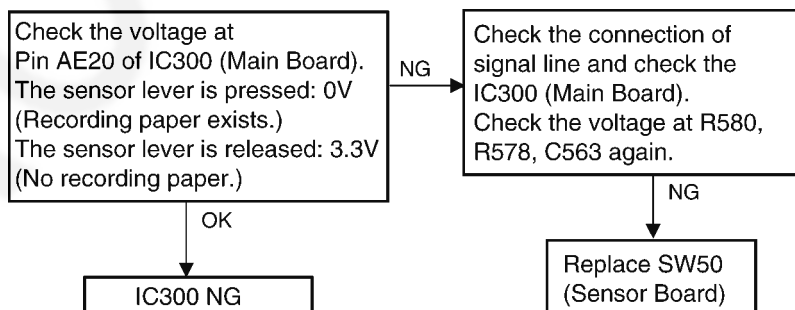 Check the voltage at
Pin AE20 of IC300 (Main Board).
The sensor lever is pressed: 0V
(Recording paper exists.)
The sensor lever is released: 3.3V
(No recording paper.)
NG
Check the connection of
signal line and check the
IC300 (Main Board).
Check the voltage at R580,
R578, C563 again.
OK
NG
IC300 NG
Replace SW50
(Sensor Board)